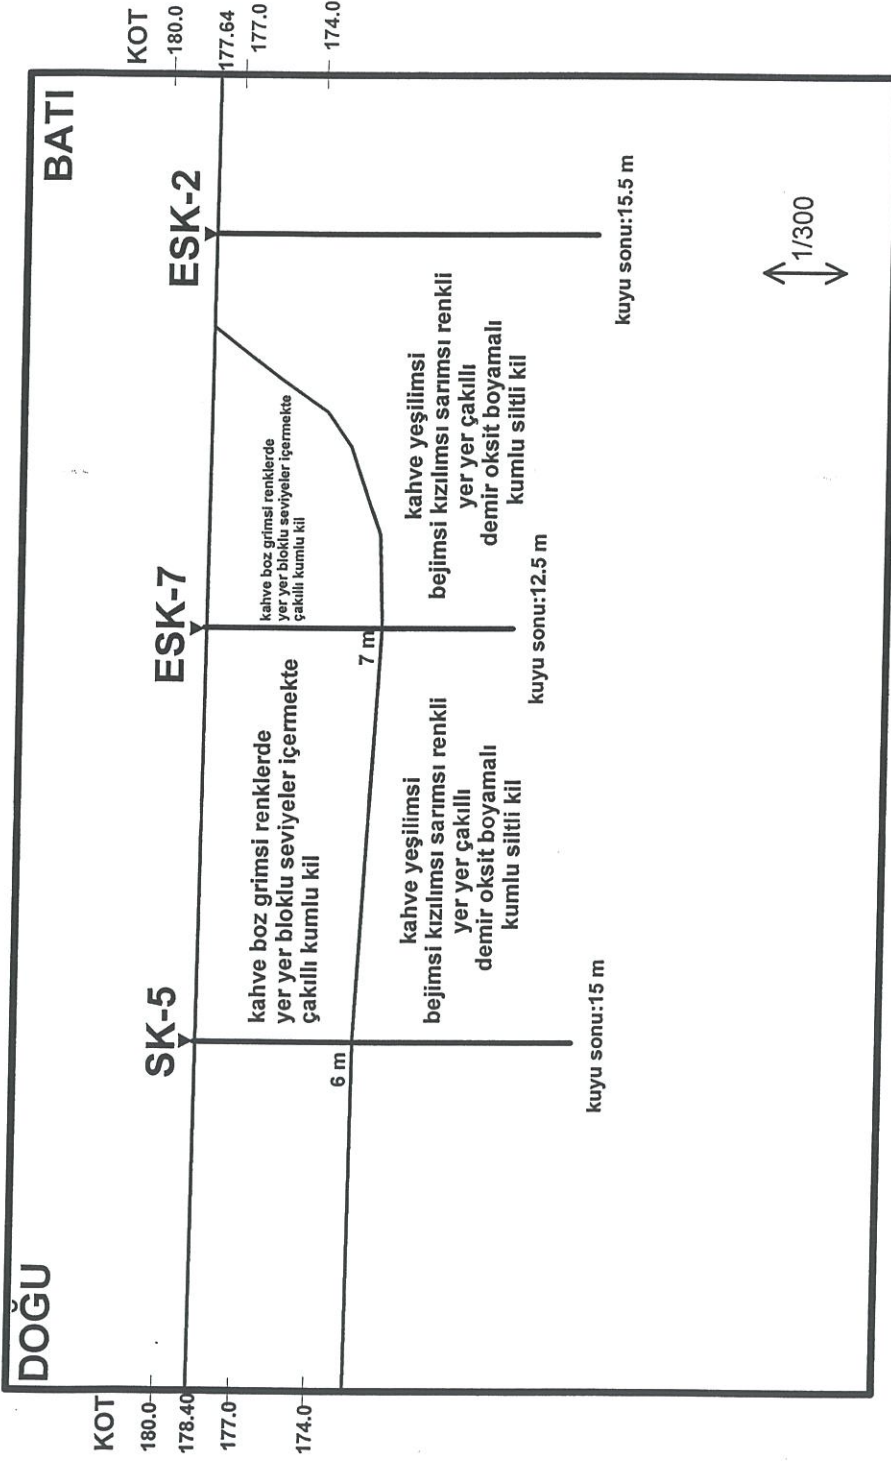 DOĞU
BATI
KOT
180.0
178.40
177.0
174.0
KOT
180.0
177.64
177.0
174.0
SK-5
ESK-7
ESK-2
kahve boz grimsi renklerde
yer yer bloklu seviyeler içermekte
çakıllı kumlu kil
kahve boz grimsi renklerde
yer yer bloklu seviyeler içermekte
çakıllı kumlu kil
6 m
7 m
kahve yeşilimsi
bejimsi kızılımsı sarımsı renkli
yer yer çakıllı
demir oksit boyamalı
kumlu siltli kil
kahve yeşilimsi
bejimsi kızılımsı sarımsı renkli
yer yer çakıllı
demir oksit boyamalı
kumlu siltli kil
kuyu sonu:15 m
kuyu sonu:12.5 m
kuyu sonu:15.5 m
1/300